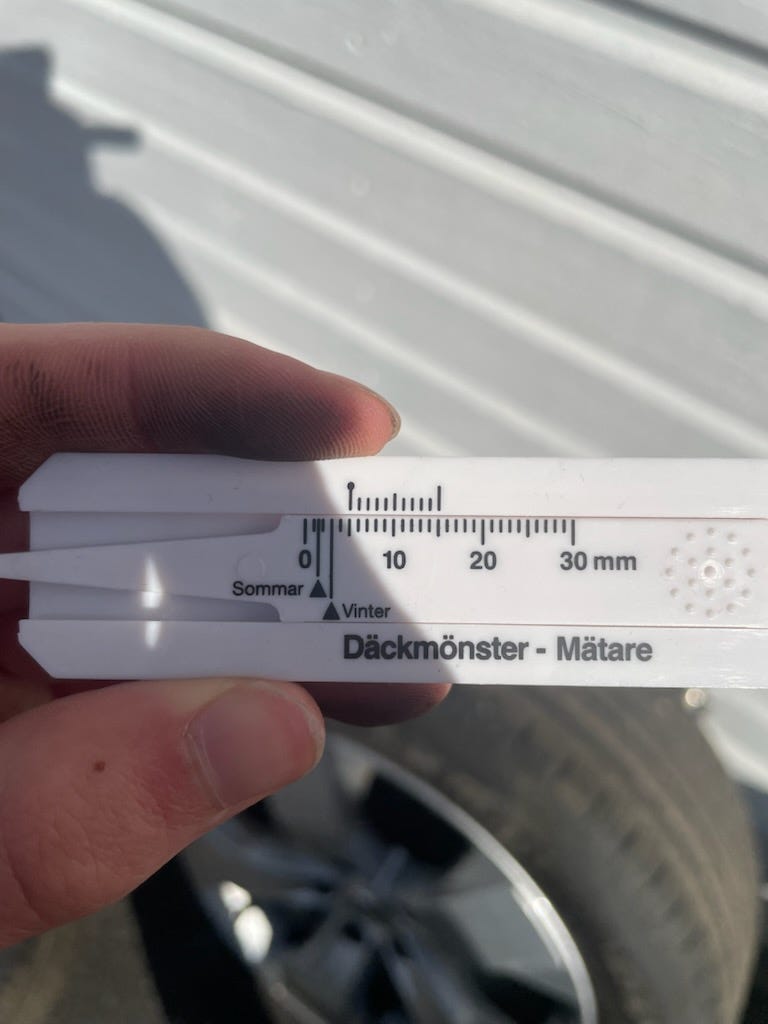 0 10 20 30 mm
Sommar
Vinter
Däckmönster - Mätare